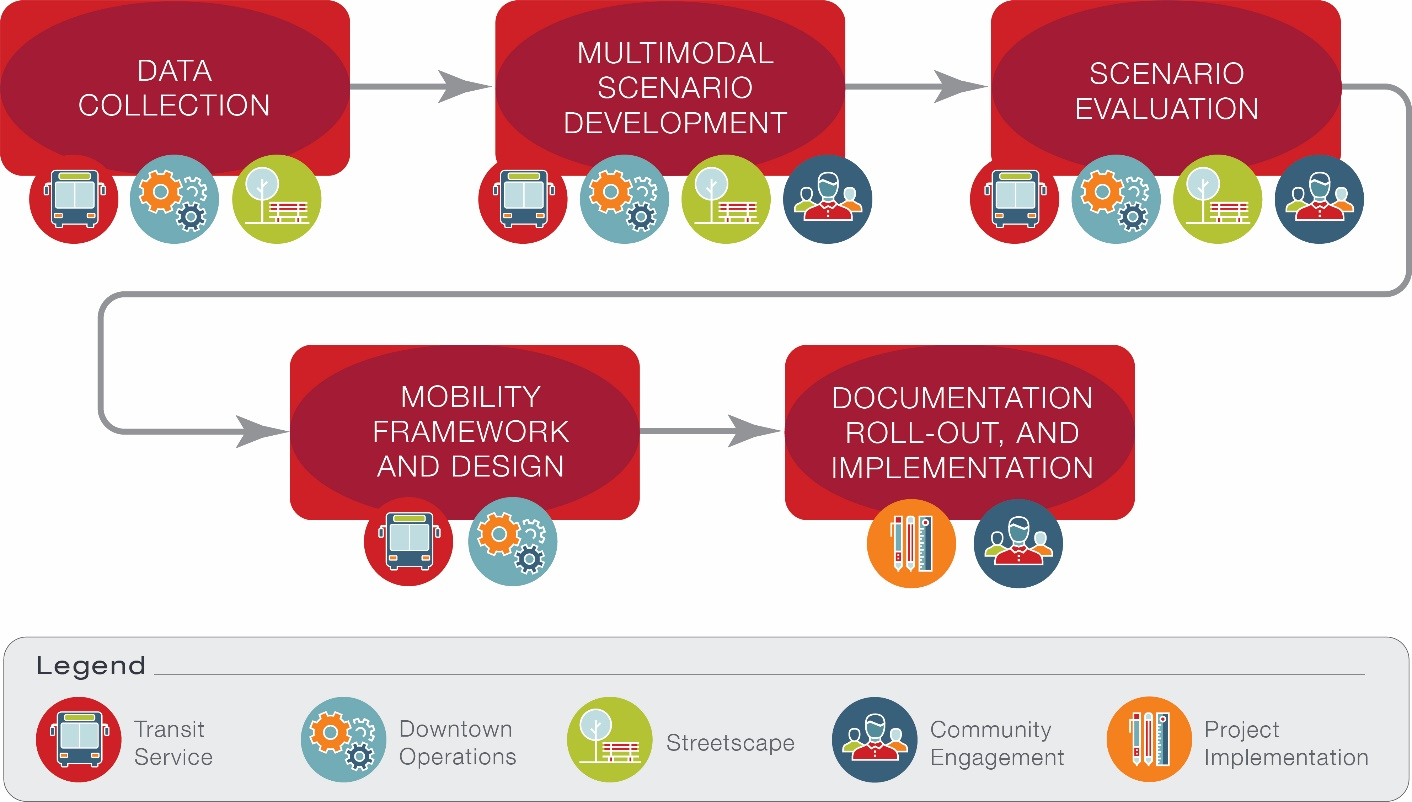 DATA
COLLECTION
MULTIMODAL
SCENARIO
DEVELOPMENT
SCENARIO
EVALUATION
MOBILITY
FRAMEWORK
AND DESIGN
DOCUMENTATION
ROLL-OUT, AND
IMPLEMENTATION
Legend
Transit
Service
Downtown
Operations
Streetscape
Community
Engagement
Project
Implementation